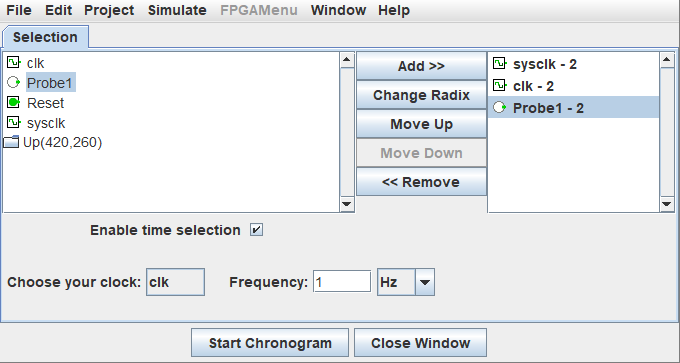 File Edit Project Simulate FPGAMenu Window Help
Selection
clk
Probe1
Reset
sysclk
Up(420,260)
Add >>
Change Radix
Move Up
Move Down
<< Remove
sysclk - 2
clk - 2
Probe1 - 2
Enable time selection
Choose your clock: clk Frequency: 1 Hz
Start Chronogram Close Window